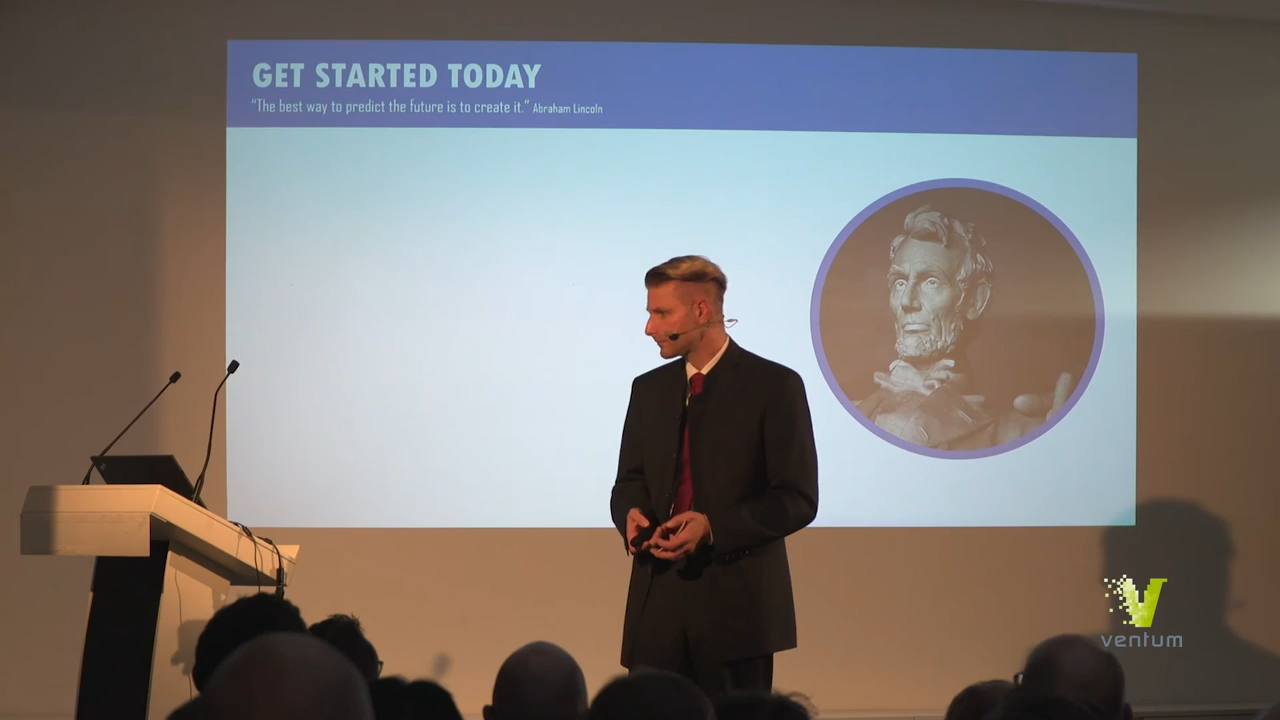 GET STARTED TODAY
“The best way to predict the future is to create it.” Abraham Lincoln
ventum